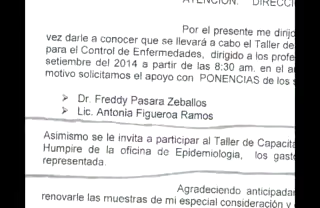 ATENCIÓN: DIRECCI
Por el presente me dirijo
vez darle a conocer que se llevará a cabo el Taller de
para el Control de Enfermedades, dirigido a los profe
setiembre del 2014 a partir de las 8:30 am. en el a
motivo solicitamos el apoyo con PONENCIAS de los s
➢ Dr. Freddy Pasara Zeballos
➢ Lic. Antonia Figueroa Ramos
Asimismo se le invita a participar al Taller de Capacita
Humpire de la oficina de Epidemiologia, los gast
representada.
Agradeciendo anticipada
renovarle las muestras de mi especial consideración y